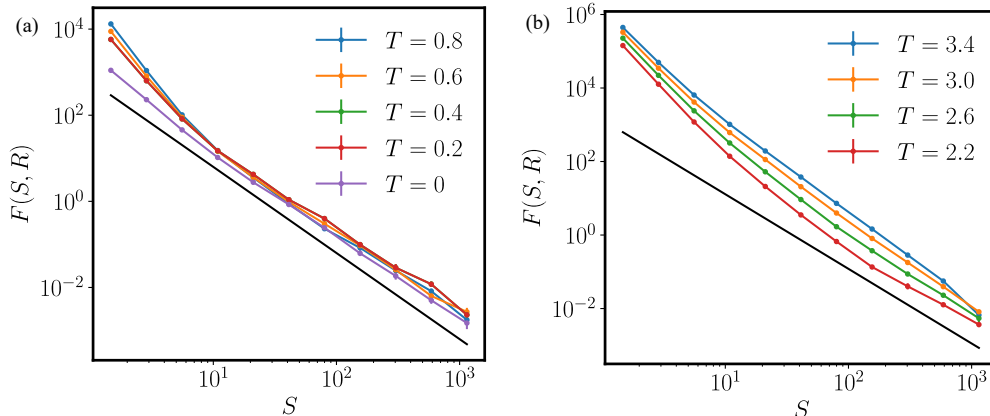 (a)
10^4
10^2
10^0
10^{-2}
F(S, R)
T = 0.8
T = 0.6
T = 0.4
T = 0.2
T = 0
10^1
10^2
10^3
S
(b)
10^6
10^4
10^2
10^0
10^{-2}
F(S, R)
T = 3.4
T = 3.0
T = 2.6
T = 2.2
10^1
10^2
10^3
S